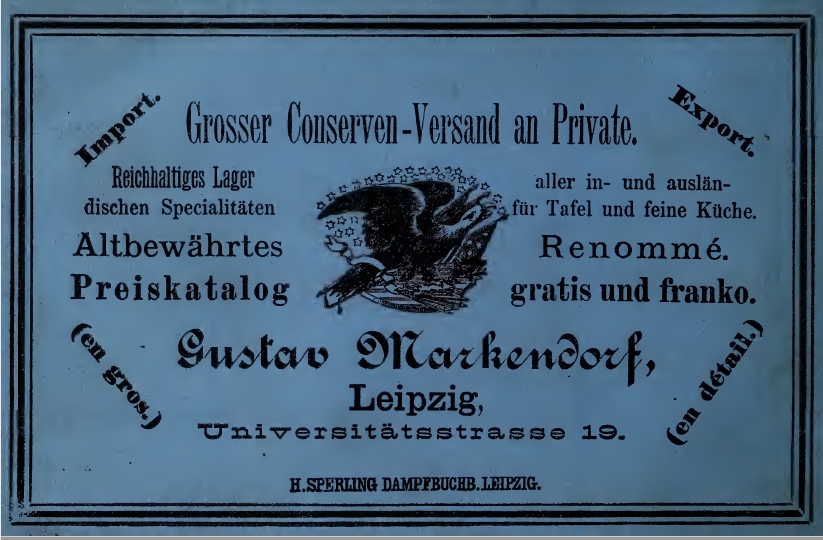 Import.
Export.
Grosser Conserven-Versand an Private.
Reichhaltiges Lager aller in- und auslän-
dischen Specialitäten für Tafel und feine Küche.
Altbewährtes Renommé.
Preiskatalog gratis und franko.
Gustav Markendorf,
Leipzig,
Universitätsstrasse 19.
(en gros.)
(en détail.)
H. SPERLING DAMPFBUCHB. LEIPZIG.